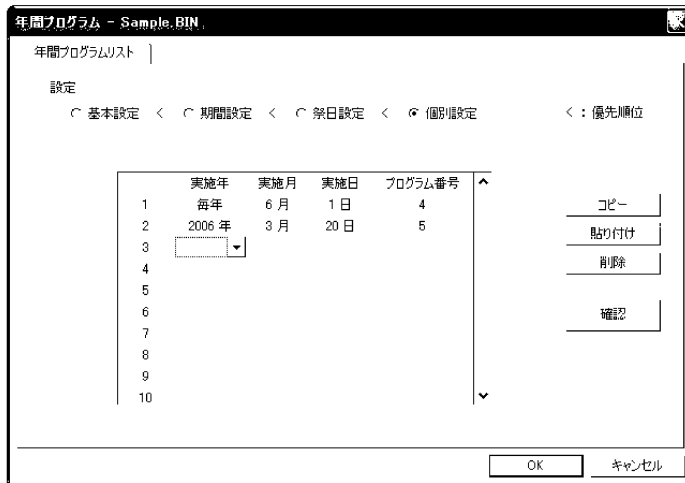 年間プログラム - Sample.BIN
年間プログラムリスト
設定
基本設定 < 期間設定 < 祭日設定 < 個別設定 < : 優先順位
実施年 実施月 実施日 プログラム番号
1 毎年 6 月 1 日 4
2 2006 年 3 月 20 日 5
3
4
5
6
7
8
9
10
コピー
貼り付け
削除
確認
OK キャンセル